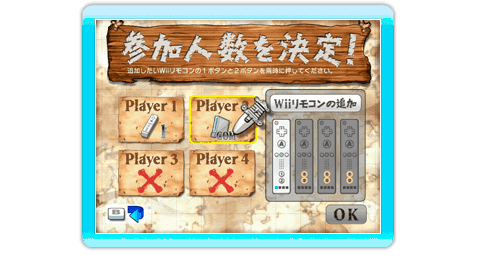 参加人数を決定!
追加したいWiiリモコンの1ボタンと2ボタンを同時に押してください。
Player 1
Player 2
COM
Wiiリモコンの追加
Player 3
Player 4
OK